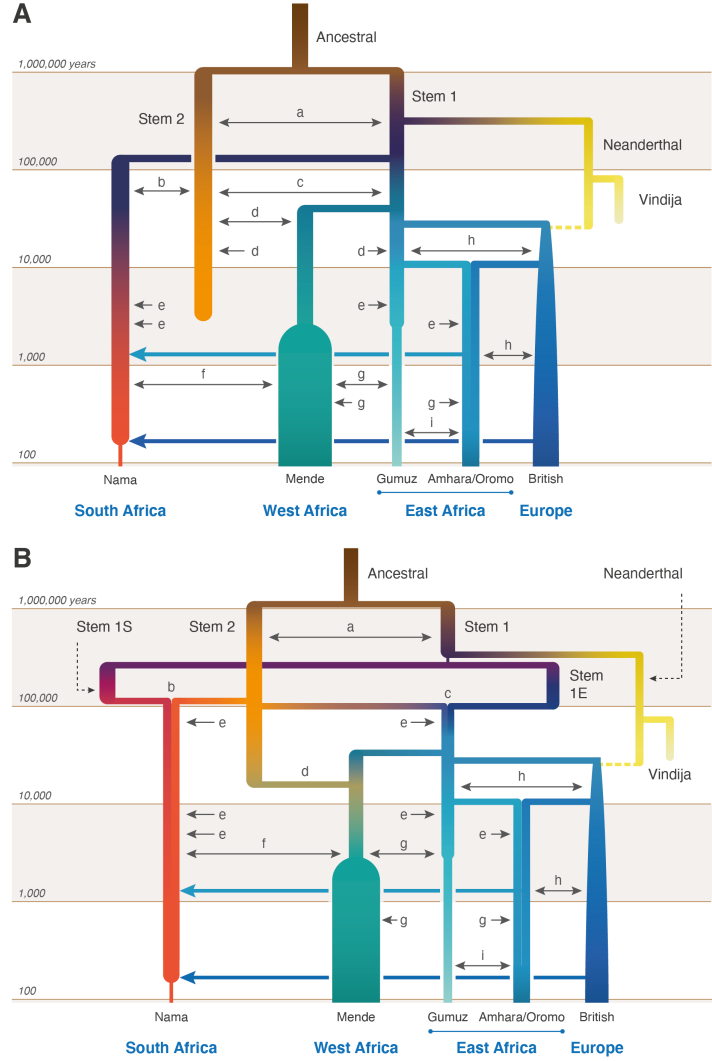 A
Ancestral
1,000,000 years
Stem 1
Stem 2
a
Neanderthal
100,000
b
c
Vindija
d
d
d
h
10,000
e
e
e
e
h
1,000
f
g
g
g
i
100
Nama
Mende
Gumuz
Amhara/Oromo
British
South Africa
West Africa
East Africa
Europe
B
Ancestral
Neanderthal
1,000,000 years
Stem 1S
Stem 2
a
Stem 1
Stem
1E
b
c
100,000
e
e
d
h
Vindija
10,000
e
e
e
e
f
g
h
1,000
g
g
i
100
Nama
Mende
Gumuz
Amhara/Oromo
British
South Africa
West Africa
East Africa
Europe